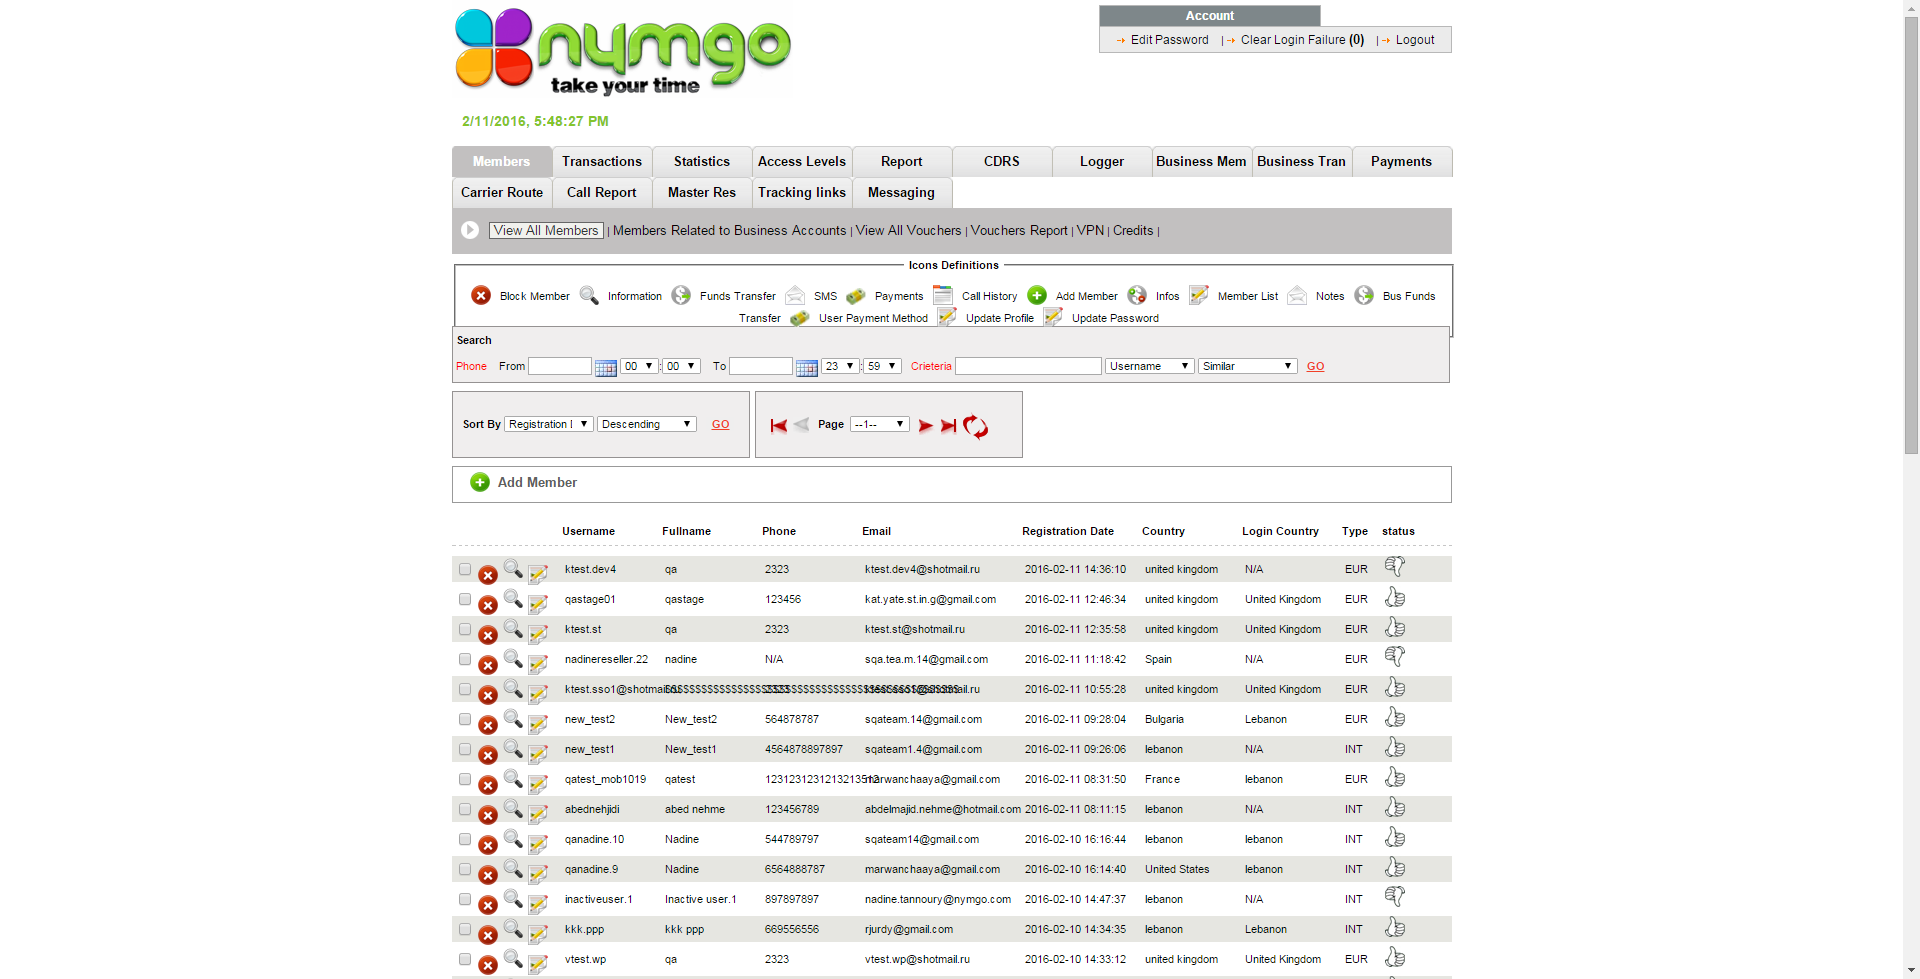 nymgo
take your time
Account
Edit Password | Clear Login Failure (0) | Logout
2/11/2016, 5:48:27 PM
Members Transactions Statistics Access Levels Report CDRS Logger Business Mem Business Tran Payments
Carrier Route Call Report Master Res Tracking links Messaging
View All Members | Members Related to Business Accounts | View All Vouchers | Vouchers Report | VPN | Credits |
Icons Definitions
Block Member Information Funds Transfer SMS Payments Call History Add Member Infos Member List Notes Bus Funds
Transfer User Payment Method Update Profile Update Password
Search
Phone From 00 : 00 To 23 : 59 Crieteria Username Similar GO
Sort By Registration Descending GO Page --1--
Add Member
Username Fullname Phone Email Registration Date Country Login Country Type status
ktest.dev4 qa 2323 ktest.dev4@shotmail.ru 2016-02-11 14:36:10 united kingdom N/A EUR
qastage01 qastage 123456 kat.yate.st.in.g@gmail.com 2016-02-11 12:46:34 united kingdom United Kingdom EUR
ktest.st qa 2323 ktest.st@shotmail.ru 2016-02-11 12:35:58 united kingdom United Kingdom EUR
nadinereseller.22 nadine N/A sqa.tea.m.14@gmail.com 2016-02-11 11:18:42 Spain N/A EUR
2323 ktest.sso1@shotmail.ru 2016-02-11 10:55:28 united kingdom United Kingdom EUR
new_test2 New_test2 564878787 sqateam.14@gmail.com 2016-02-11 09:28:04 Bulgaria Lebanon EUR
new_test1 New_test1 4564878897897 sqateam1.4@gmail.com 2016-02-11 09:26:06 lebanon N/A INT
qatest_mob1019 qatest marwanchaaya@gmail.com 2016-02-11 08:31:50 France lebanon EUR
abednehjidi abed nehme 123456789 abdelmajid.nehme@hotmail.com 2016-02-11 08:11:15 lebanon N/A INT
qanadine.10 Nadine 544789797 sqateam14@gmail.com 2016-02-10 16:16:44 lebanon lebanon INT
qanadine.9 Nadine 6564888787 marwanchaaya@gmail.com 2016-02-10 16:14:40 United States lebanon INT
inactiveuser.1 Inactive user.1 897897897 nadine.tannoury@nymgo.com 2016-02-10 14:47:37 lebanon N/A INT
kkk.ppp kkk ppp 669556556 rjurdy@gmail.com 2016-02-10 14:34:35 lebanon Lebanon INT
vtest.wp qa 2323 vtest.wp@shotmail.ru 2016-02-10 14:33:12 united kingdom United Kingdom EUR